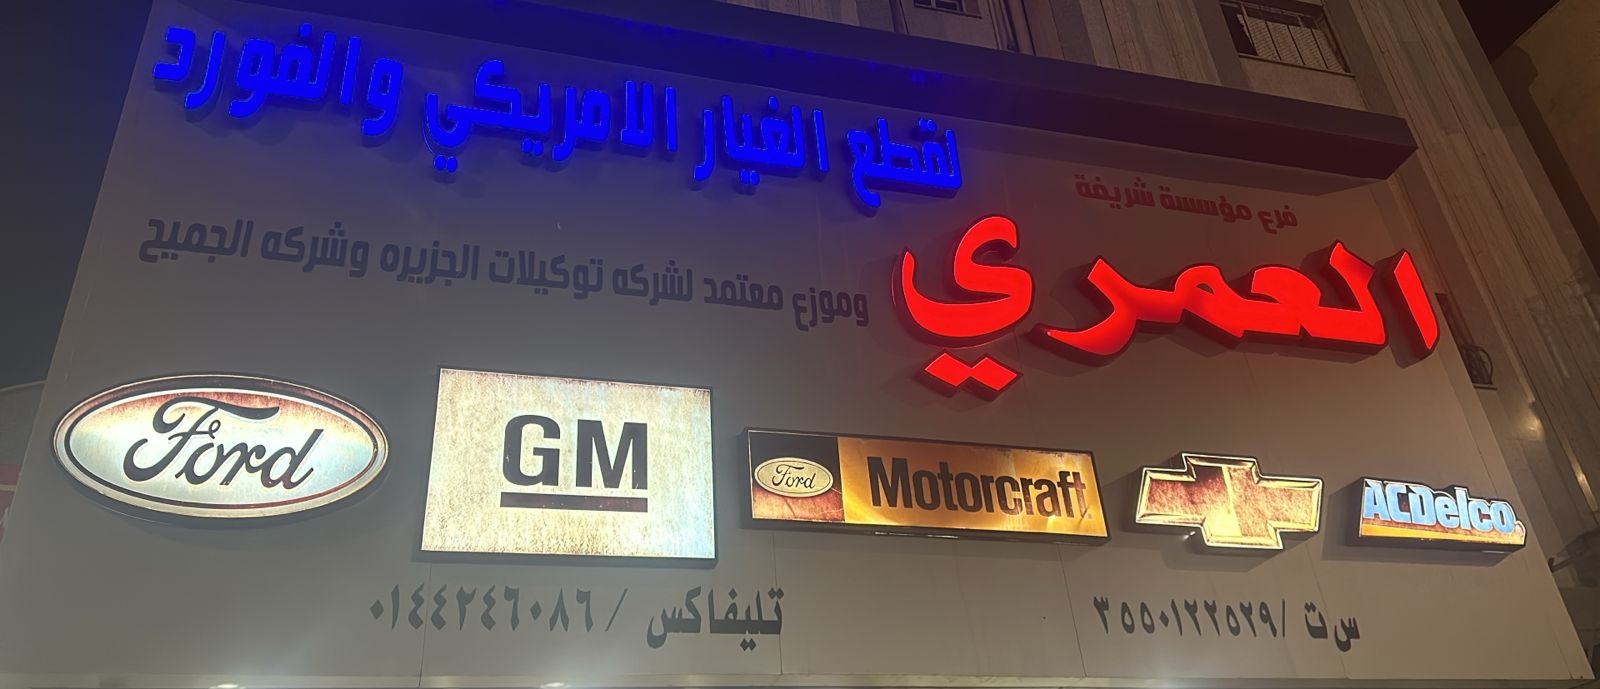 لقطع الغيار الامريكي والفورد
فرع مؤسسة شريفة
العمري
وموزع معتمد لشركه توكيلات الجزيره وشركه الجميح
Ford
GM
Ford Motorcraft
ACDelco
س ت / ٣٥٥٠١٢٢٥٢٩
تليفاكس / ٠١٤٤٢٤٦٠٨٦